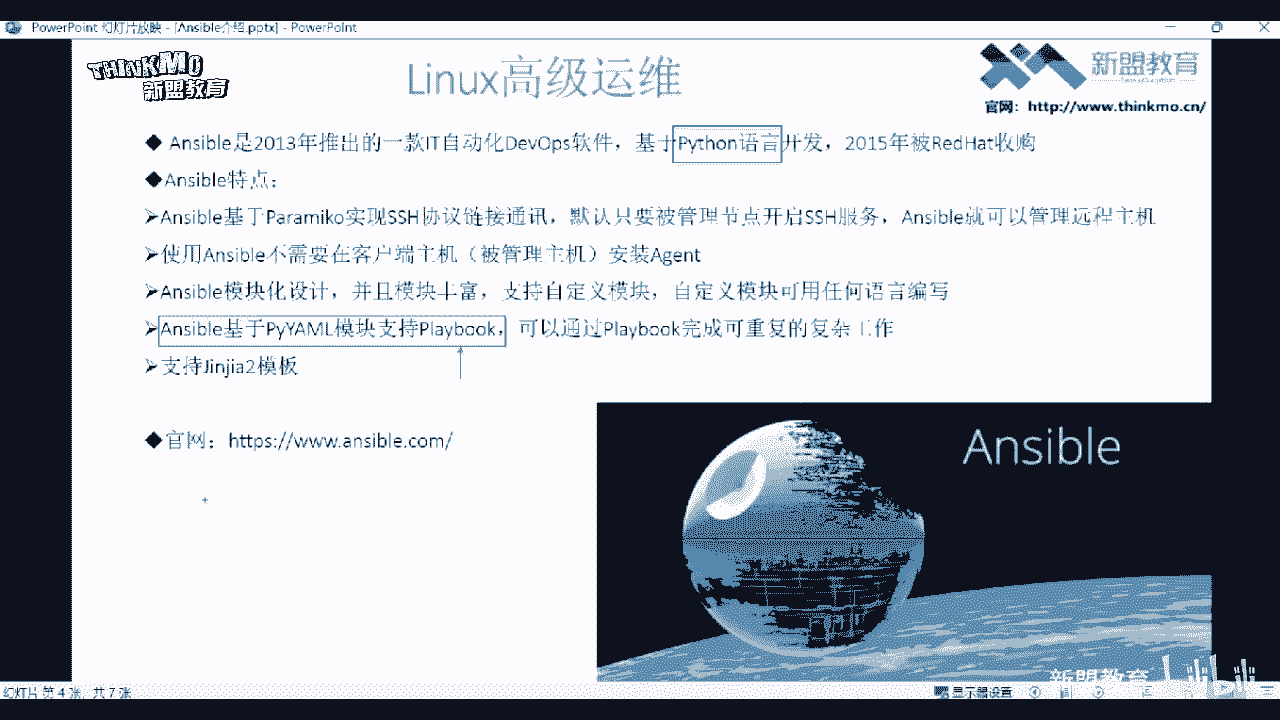 PowerPoint 幻灯片放映 - [Ansible介绍.pptx] - PowerPoint
THINKMO
新盟教育
Linux高级运维
新盟教育
官网：http://www.thinkmo.cn/
◆ Ansible是2013年推出的一款IT自动化DevOps软件，基于Python语言开发，2015年被RedHat收购
◆Ansible特点：
➢Ansible基于Paramiko实现SSH协议链接通讯，默认只要被管理节点开启SSH服务，Ansible就可以管理远程主机
➢使用Ansible不需要在客户端主机（被管理主机）安装Agent
➢Ansible模块化设计，并且模块丰富，支持自定义模块，自定义模块可用任何语言编写
➢Ansible基于PyYAML模块支持Playbook，可以通过Playbook完成可重复的复杂工作
➢支持Jinjia2模板
◆官网：https://www.ansible.com/
Ansible
新盟教育 bilibili
幻灯片 第 4 张，共 7 张
显示器设置